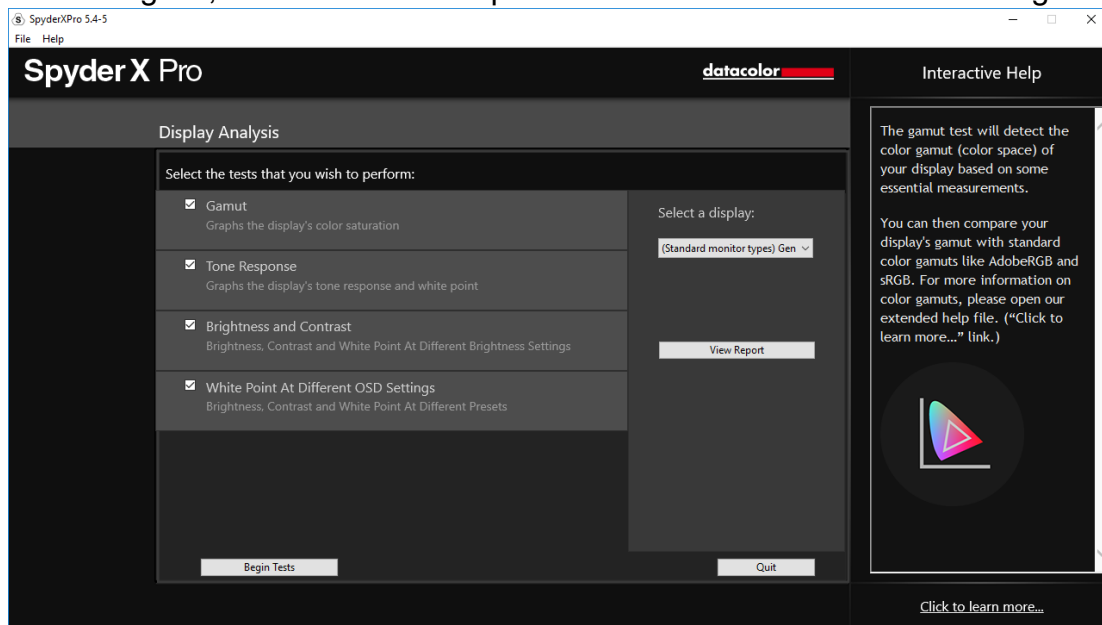 SpyderXPro 5.4-5
File Help
Spyder X Pro
datacolor
Interactive Help
Display Analysis
Select the tests that you wish to perform:
Gamut
Graphs the display's color saturation
Tone Response
Graphs the display's tone response and white point
Brightness and Contrast
Brightness, Contrast and White Point At Different Brightness Settings
White Point At Different OSD Settings
Brightness, Contrast and White Point At Different Presets
Begin Tests
Select a display:
(Standard monitor types) Gen
View Report
Quit
The gamut test will detect the
color gamut (color space) of
your display based on some
essential measurements.
You can then compare your
display's gamut with standard
color gamuts like AdobeRGB and
sRGB. For more information on
color gamuts, please open our
extended help file. (“Click to
learn more...” link.)
Click to learn more...